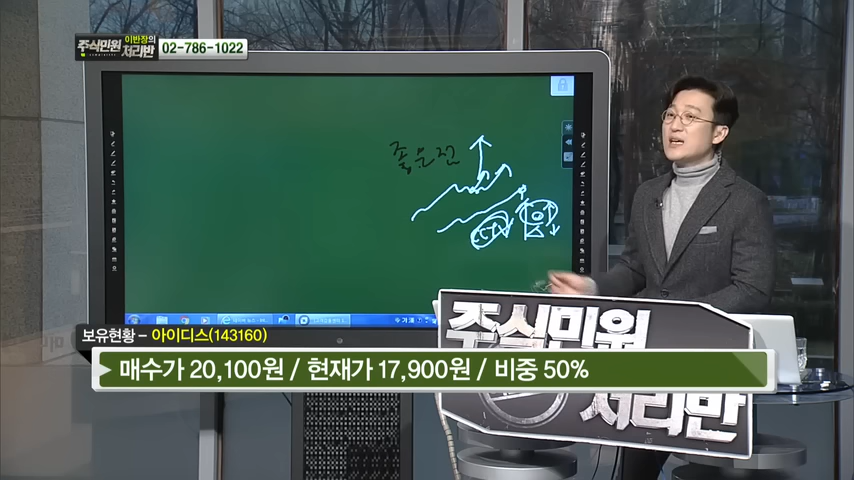 주식민원
이반장의
처리반
02-786-1022
좋은전
주식민원
처리반
보유현황 – 아이디스(143160)
매수가 20,100원 / 현재가 17,900원 / 비중 50%